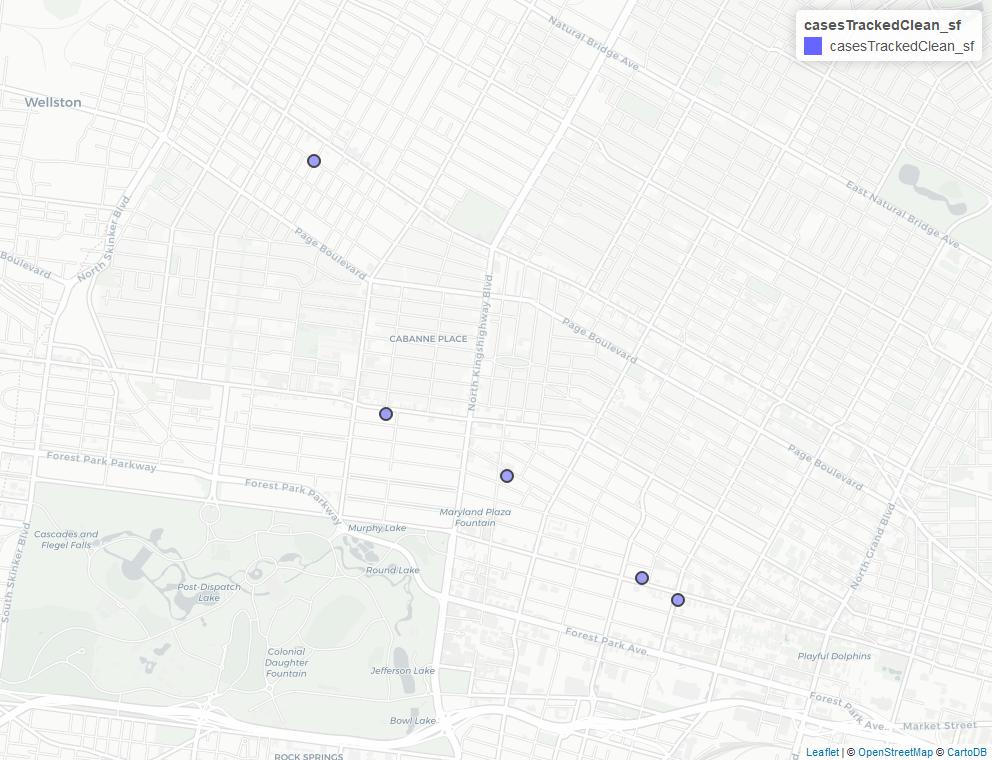 casesTrackedClean_sf
casesTrackedClean_sf
Natural Bridge Ave.
Wellston
East Natural Bridge Ave.
North Skinker Blvd
Page Boulevard
Boulevard
North Kingshighway Blvd.
Page Boulevard
CABANNE PLACE
Page Boulevard
Forest Park Parkway
Forest Park Parkway
Maryland Plaza
Fountain
Murphy Lake
Cascades and
Flegel Falls
North Grand Blvd.
South Skinker Blvd
Round Lake
Post-Dispatch
Lake
Forest Park Ave.
Colonial
Daughter
Fountain
Playful Dolphins
Jefferson Lake
Forest Park Ave.
Bowl Lake
Market Street
ROCK SPRINGS
Leaflet | © OpenStreetMap © CartoDB